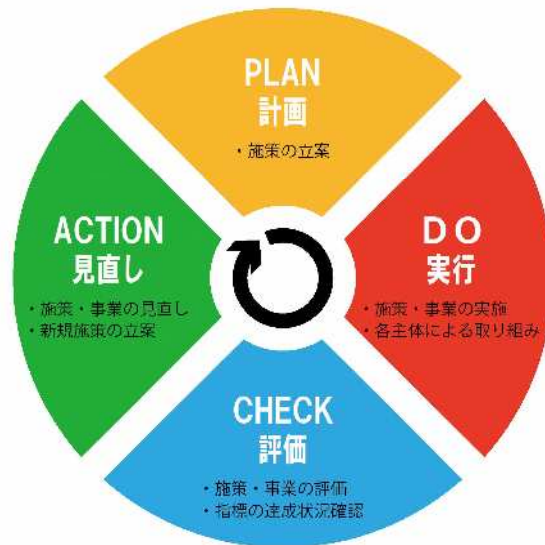 PLAN
計画
・施策の立案
DO
実行
・施策・事業の実施
・各主体による取り組み
CHECK
評価
・施策・事業の評価
・指標の達成状況確認
ACTION
見直し
・施策・事業の見直し
・新規施策の立案